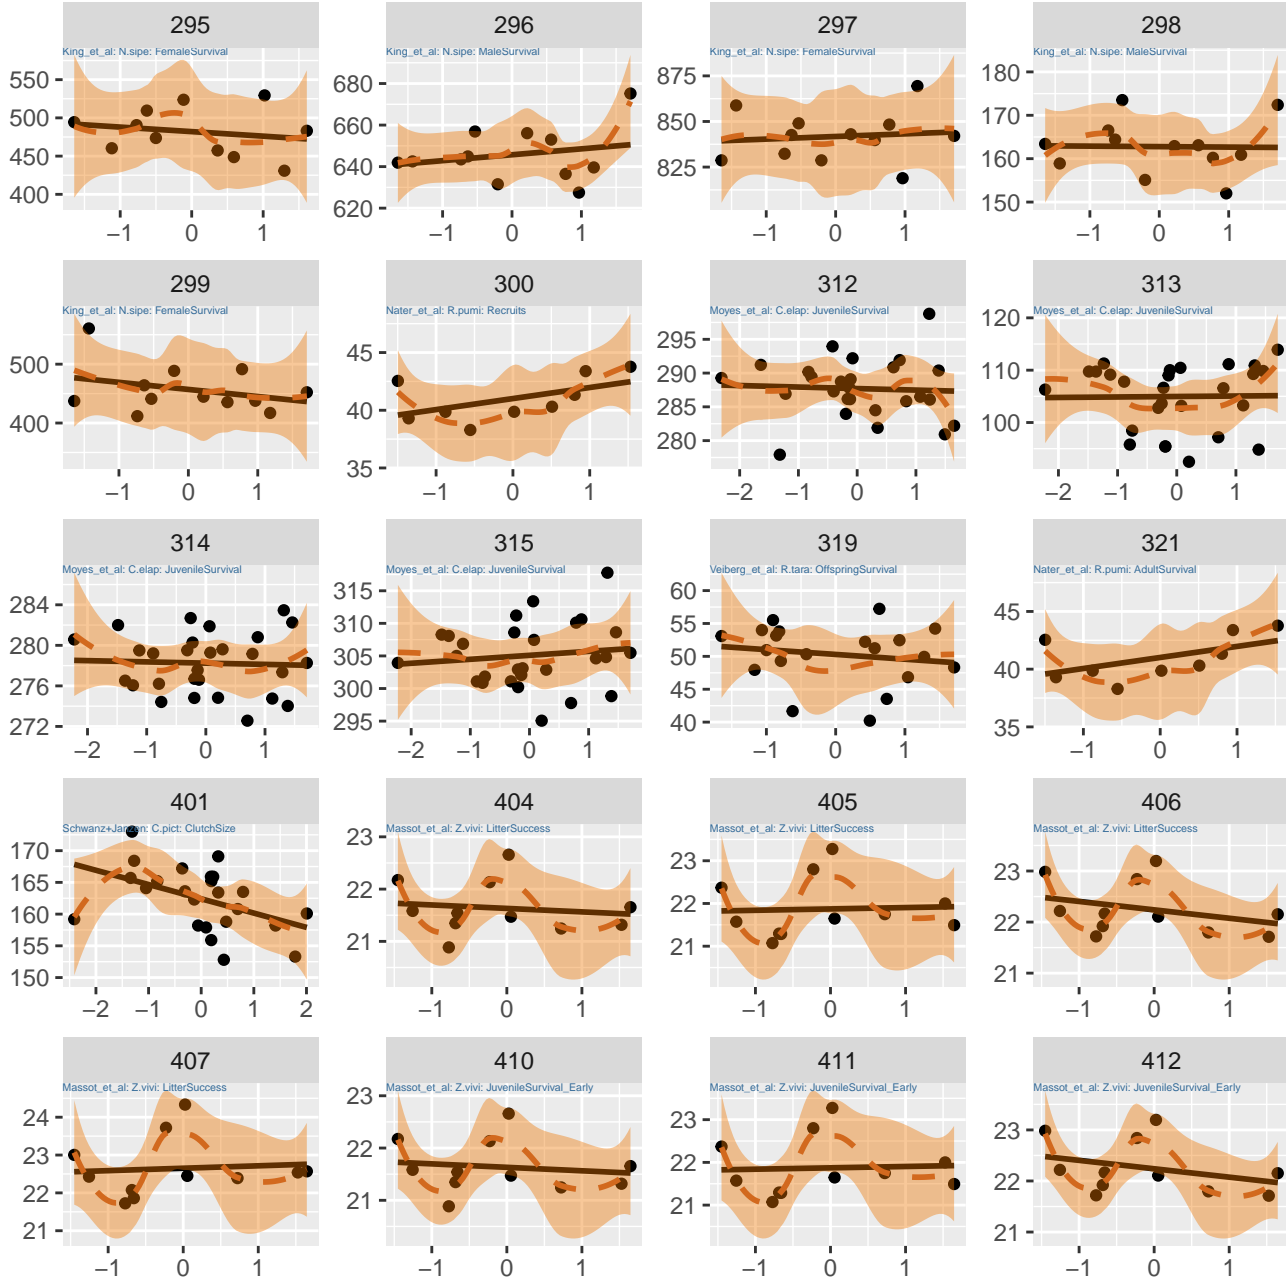 295 296 297 298
King_et_al: N.sipe: FemaleSurvival King_et_al: N.sipe: MaleSurvival King_et_al: N.sipe: FemaleSurvival King_et_al: N.sipe: MaleSurvival
550 680 875 180
500 660 850 170
450 640 825 160
400 620 150
−1 0 1 −1 0 1 −1 0 1 −1 0 1
299 300 312 313
King_et_al: N.sipe: FemaleSurvival Nater_et_al: R.pumi: Recruits Moyes_et_al: C.elap: JuvenileSurvival Moyes_et_al: C.elap: JuvenileSurvival
500 45 295 120
400 40 290 110
35 285 100
280
−1 0 1 −1 0 1 −2 −1 0 1 −2 −1 0 1
314 315 319 321
Moyes_et_al: C.elap: JuvenileSurvival Moyes_et_al: C.elap: JuvenileSurvival Veiberg_et_al: R.tara: OffspringSurvival Nater_et_al: R.pumi: AdultSurvival
284 315 60 45
280 310 55 40
276 305 50 35
272 300 45
295 40
−2 −1 0 1 −2 −1 0 1 −1 0 1 −1 0 1
401 404 405 406
Schwanz+Janzen: C.pict: ClutchSize Massot_et_al: Z.vivi: LitterSuccess Massot_et_al: Z.vivi: LitterSuccess Massot_et_al: Z.vivi: LitterSuccess
170 23 23 23
165 22 22 22
160 21 21 21
155
150
−2 −1 0 1 2 −1 0 1 −1 0 1 −1 0 1
407 410 411 412
Massot_et_al: Z.vivi: LitterSuccess Massot_et_al: Z.vivi: JuvenileSurvival_Early Massot_et_al: Z.vivi: JuvenileSurvival_Early Massot_et_al: Z.vivi: JuvenileSurvival_Early
24 23 23 23
23 22 22 22
22 21 21 21
21
−1 0 1 −1 0 1 −1 0 1 −1 0 1